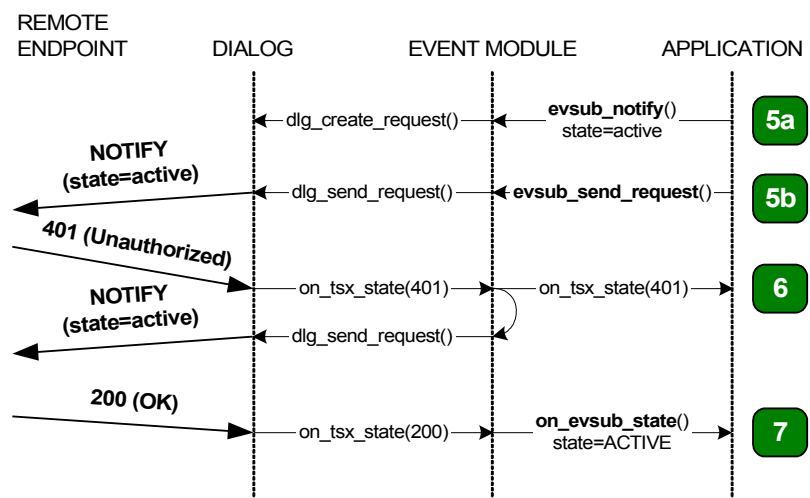 REMOTE
ENDPOINT
DIALOG
EVENT MODULE
APPLICATION
dlg_create_request()
evsub_notify()
state=active
5a
NOTIFY
(state=active)
dlg_send_request()
evsub_send_request()
5b
401 (Unauthorized)
on_tsx_state(401)
on_tsx_state(401)
6
NOTIFY
(state=active)
dlg_send_request()
200 (OK)
on_tsx_state(200)
on_evsub_state()
state=ACTIVE
7